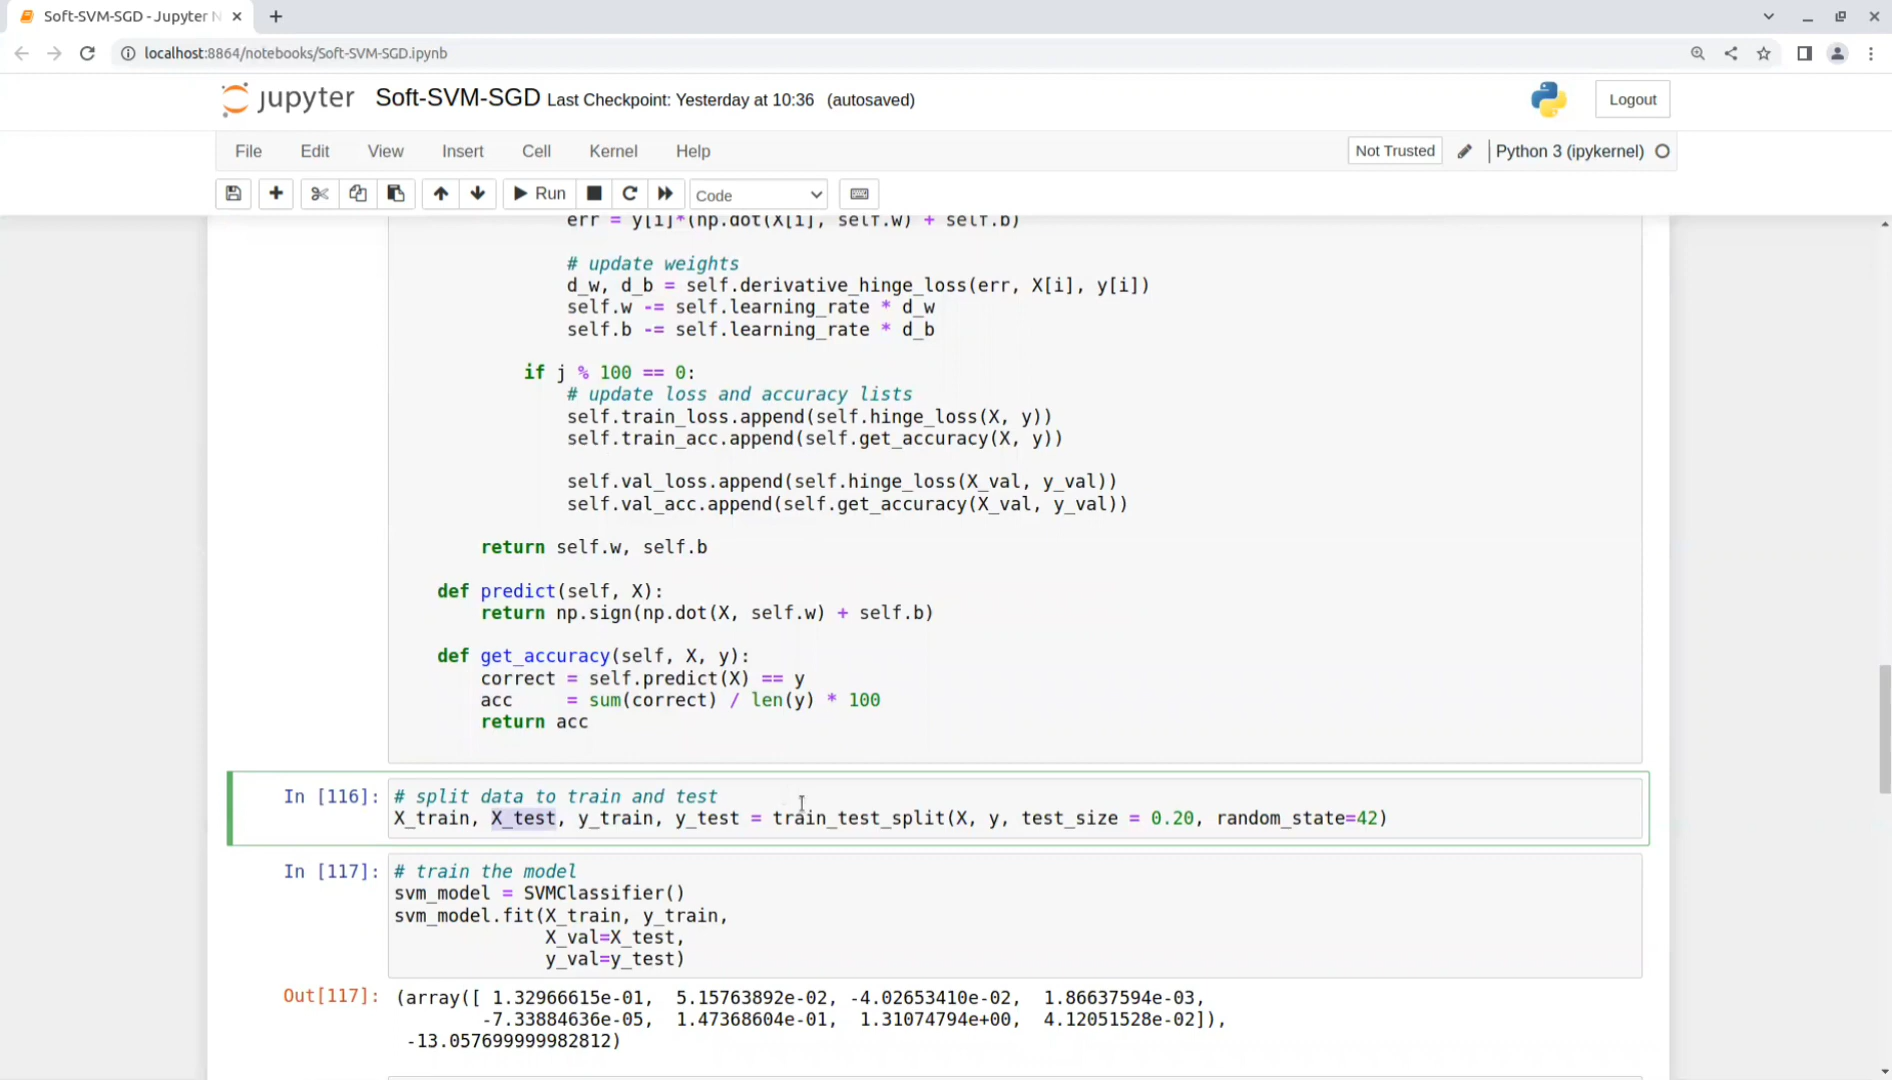 Soft-SVM-SGD - Jupyter N
localhost:8864/notebooks/Soft-SVM-SGD.ipynb
jupyter Soft-SVM-SGD Last Checkpoint: Yesterday at 10:36 (autosaved)
Logout
File Edit View Insert Cell Kernel Help Not Trusted Python 3 (ipykernel)
Run Code
err = y[i]*(np.dot(X[i], self.w) + self.b)
# update weights
d_w, d_b = self.derivative_hinge_loss(err, X[i], y[i])
self.w -= self.learning_rate * d_w
self.b -= self.learning_rate * d_b
if j % 100 == 0:
# update loss and accuracy lists
self.train_loss.append(self.hinge_loss(X, y))
self.train_acc.append(self.get_accuracy(X, y))
self.val_loss.append(self.hinge_loss(X_val, y_val))
self.val_acc.append(self.get_accuracy(X_val, y_val))
return self.w, self.b
def predict(self, X):
return np.sign(np.dot(X, self.w) + self.b)
def get_accuracy(self, X, y):
correct = self.predict(X) == y
acc = sum(correct) / len(y) * 100
return acc
In [116]: # split data to train and test
X_train, X_test, y_train, y_test = train_test_split(X, y, test_size = 0.20, random_state=42)
In [117]: # train the model
svm_model = SVMClassifier()
svm_model.fit(X_train, y_train,
X_val=X_test,
y_val=y_test)
Out[117]: (array([ 1.32966615e-01, 5.15763892e-02, -4.02653410e-02, 1.86637594e-03,
-7.33884636e-05, 1.47368604e-01, 1.31074794e+00, 4.12051528e-02]),
-13.057699999982812)